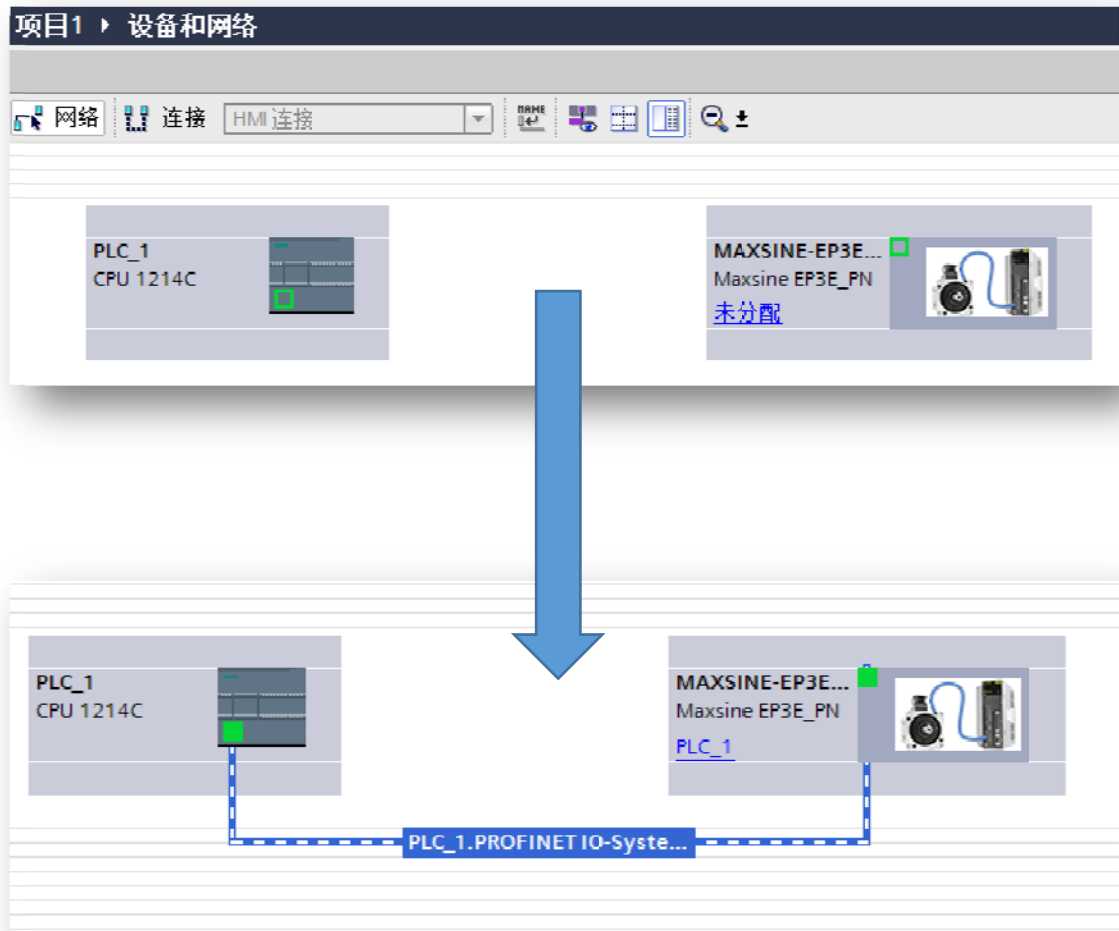 项目1 ▸ 设备和网络
网络 连接 HMI 连接
PLC_1
CPU 1214C
MAXSINE-EP3E...
Maxsine EP3E_PN
未分配
PLC_1
CPU 1214C
MAXSINE-EP3E...
Maxsine EP3E_PN
PLC_1
PLC_1.PROFINET IO-Syste...